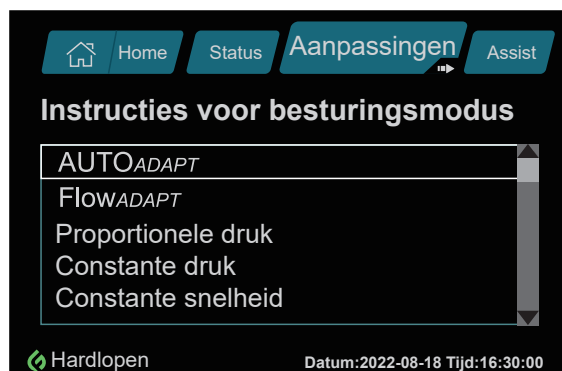 Home Status Aanpassingen Assist
Instructies voor besturingsmodus
AUTOADAPT
FlowADAPT
Proportionele druk
Constante druk
Constante snelheid
Hardlopen Datum:2022-08-18 Tijd:16:30:00